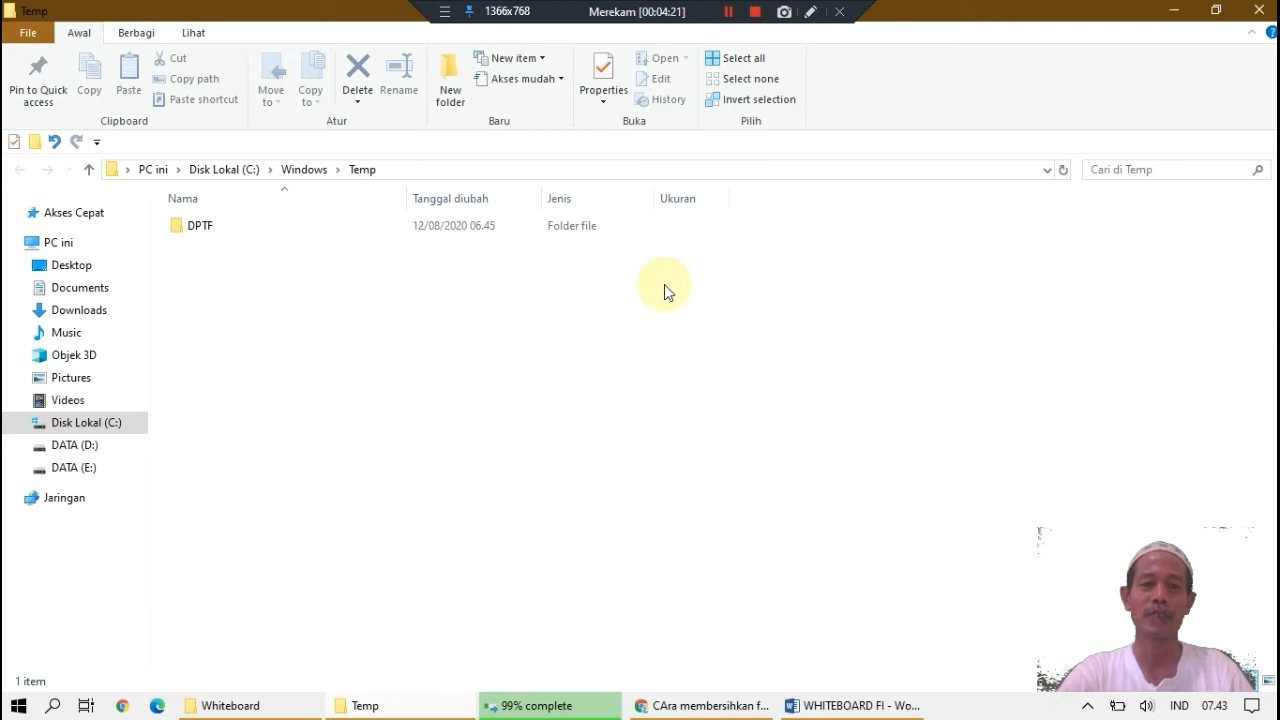 Temp
1366x768
Merekam [00:04:21]
File
Awal
Berbagi
Lihat
Pin to Quick access
Copy
Paste
Cut
Copy path
Paste shortcut
Clipboard
Move to
Copy to
Delete
Rename
Atur
New folder
New item
Akses mudah
Baru
Properties
Open
Edit
History
Buka
Select all
Select none
Invert selection
Pilih
PC ini
Disk Lokal (C:)
Windows
Temp
Cari di Temp
Nama
Tanggal diubah
Jenis
Ukuran
DPTF
12/08/2020 06.45
Folder file
Akses Cepat
PC ini
Desktop
Documents
Downloads
Music
Objek 3D
Pictures
Videos
Disk Lokal (C:)
DATA (D:)
DATA (E:)
Jaringan
1 item
Whiteboard
Temp
99% complete
CAra membersihkan f...
WHITEBOARD FI - Wo...
IND
07.43